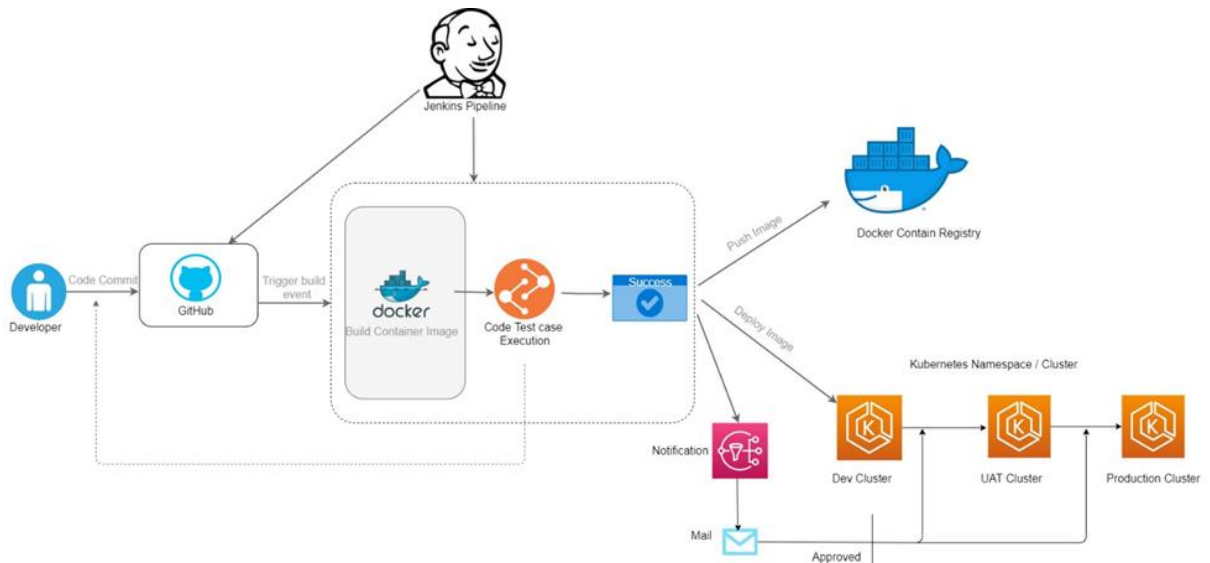 Jenkins Pipeline
Push Image
Docker Contain Registry
Developer
Code Commit
GitHub
Trigger build
event
docker
Build Container Image
Code Test case
Execution
Success
Deploy Image
Kubernetes Namespace / Cluster
K
K
K
Notification
Dev Cluster
UAT Cluster
Production Cluster
Mail
Approved